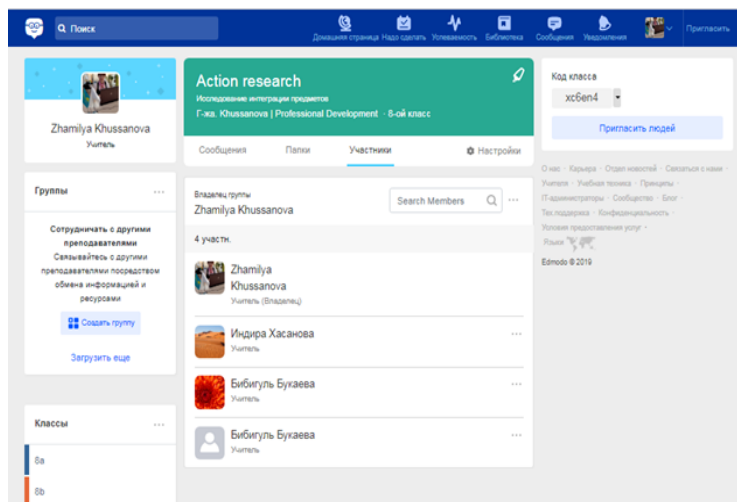 Поиск
Домашняя страница
Надо сделать
Успеваемость
Библиотека
Сообщения
Уведомления
Пригласить
Zhamilya Khussanova
Учитель
Группы
Сотрудничать с другими
преподавателями
Связывайтесь с другими
преподавателями посредством
обмена информацией и
ресурсами
Создать группу
Загрузить еще
Классы
8a
8b
Action research
Исследование интеграции предметов
Г-жа. Khussanova | Professional Development · 8-ой класс
Сообщения
Папки
Участники
Настройки
Владелец группы
Zhamilya Khussanova
Search Members
4 участн.
Zhamilya
Khussanova
Учитель (Владелец)
Индира Хасанова
Учитель
Бибигуль Букаева
Учитель
Бибигуль Букаева
Учитель
Код класса
xc6en4
Пригласить людей
О нас · Карьера · Отдел новостей · Связаться с нами ·
Учителя · Учебная техника · Принципы ·
IT-администраторы · Сообщество · Блог ·
Тех.поддержка · Конфиденциальность ·
Условия предоставления услуг ·
Языки
Edmodo © 2019